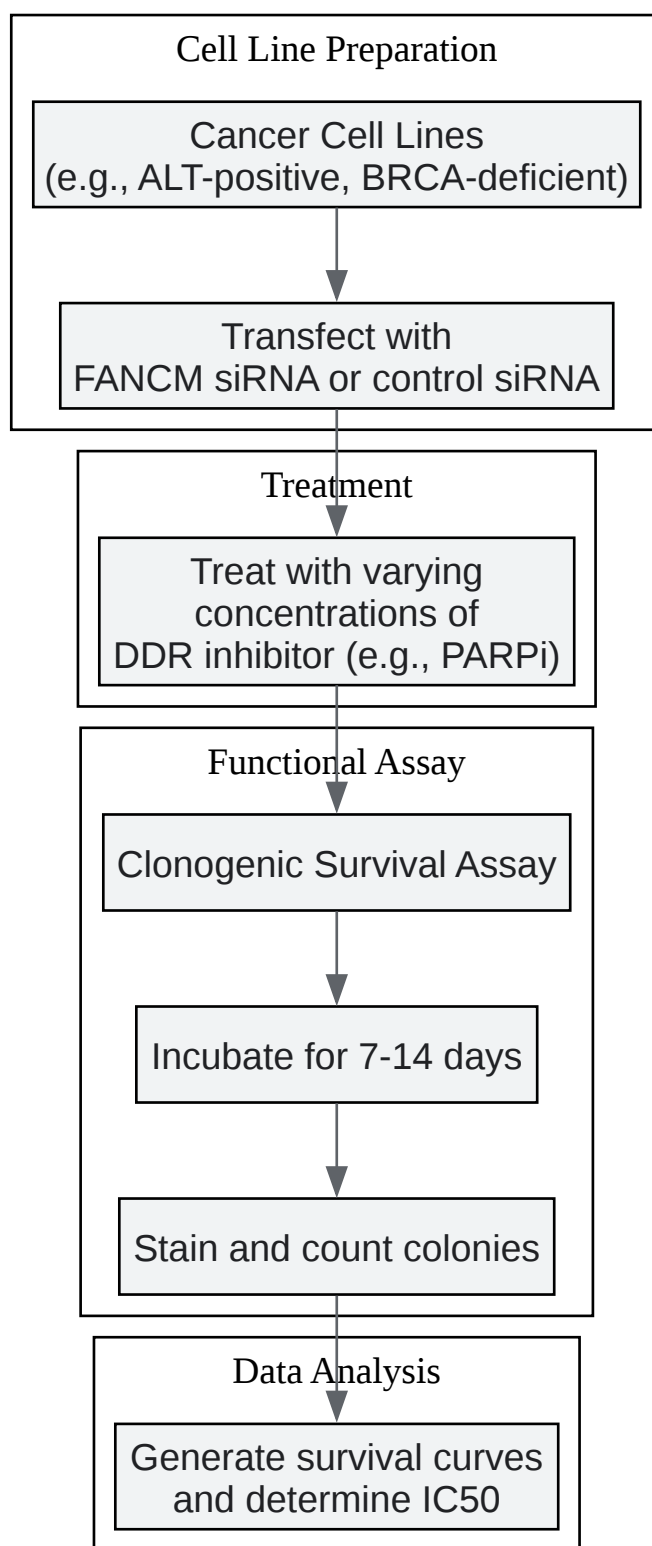 Cell Line Preparation
Cancer Cell Lines
(e.g., ALT-positive, BRCA-deficient)
Transfect with
FANCM siRNA or control siRNA
Treatment
Treat with varying
concentrations of
DDR inhibitor (e.g., PARPi)
Functional Assay
Clonogenic Survival Assay
Incubate for 7-14 days
Stain and count colonies
Data Analysis
Generate survival curves
and determine IC50